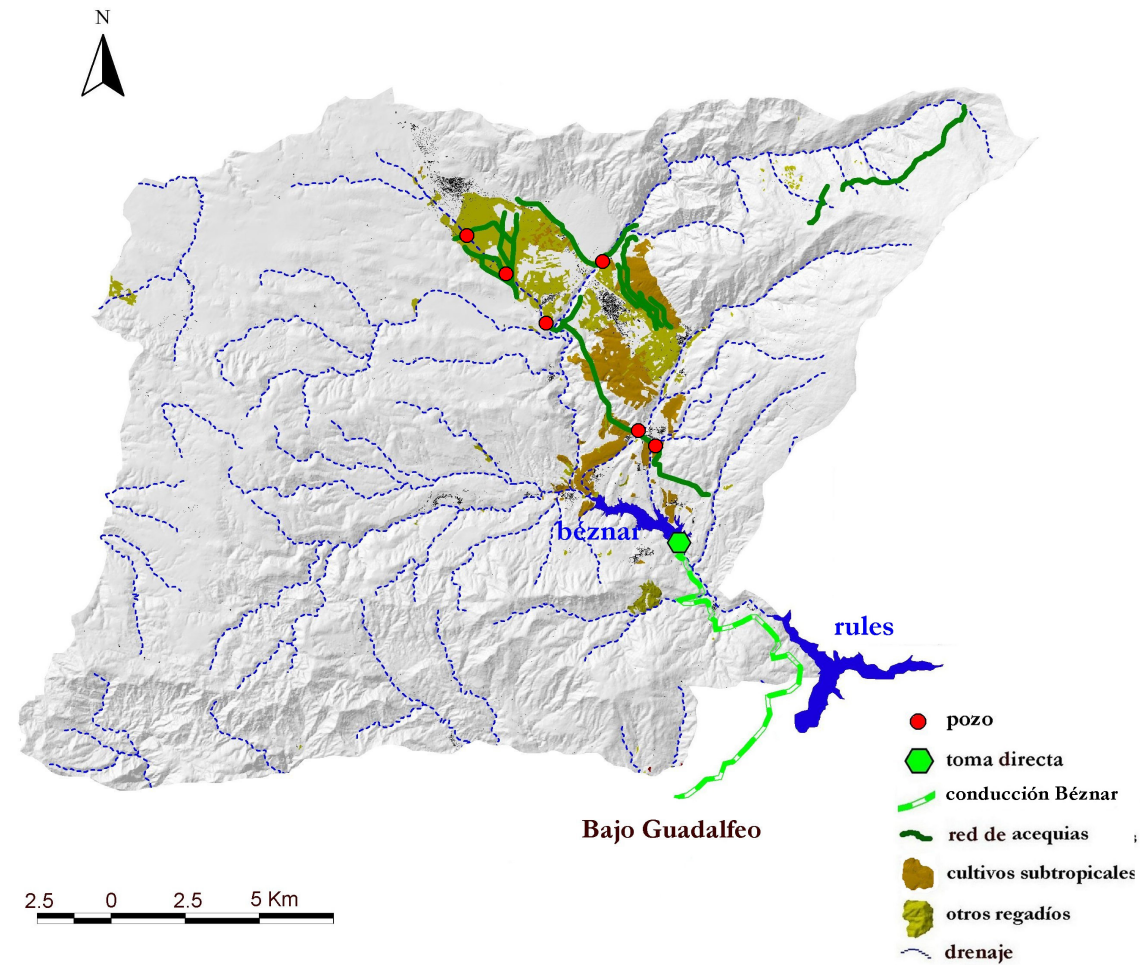 N
béznar
rules
pozo
toma directa
conducción Béznar
Bajo Guadalfeo
red de acequias
s
cultivos subtropicales
2.5 0 2.5 5 Km
otros regadíos
drenaje